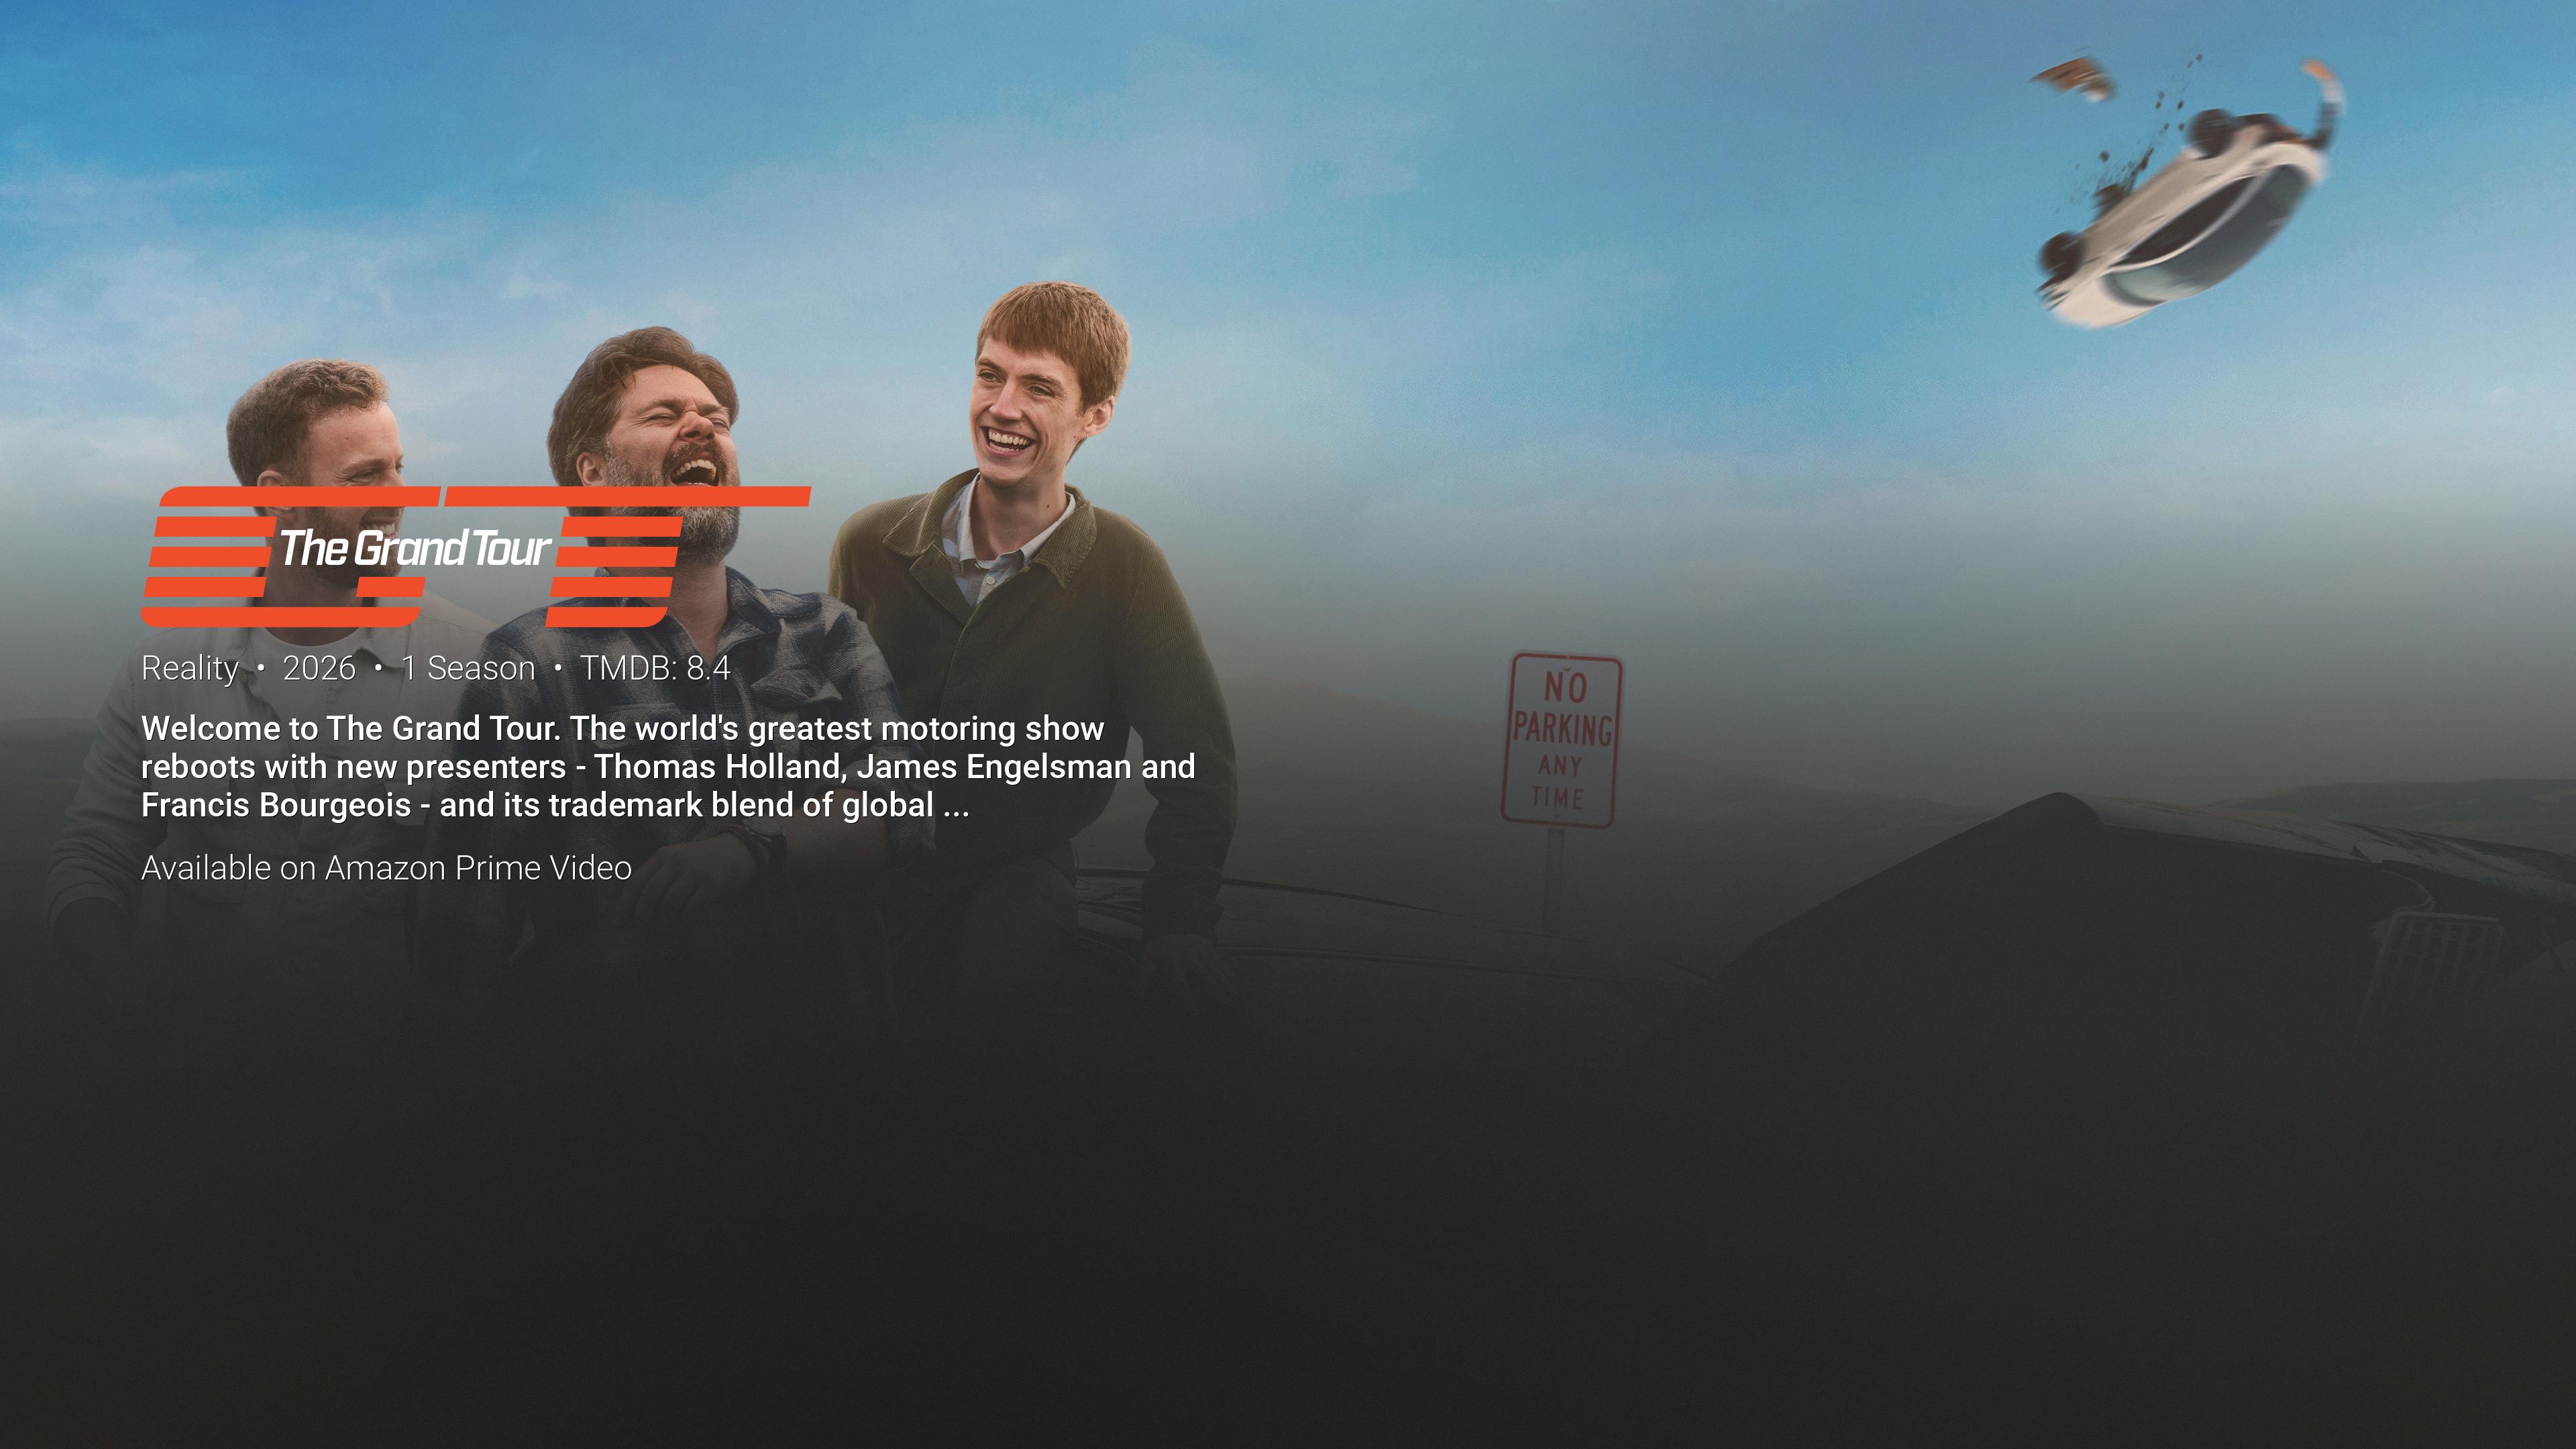 The Grand Tour
Reality • 2026 • 1 Season • TMDB: 8.4
Welcome to The Grand Tour. The world's greatest motoring show
reboots with new presenters - Thomas Holland, James Engelsman and
Francis Bourgeois - and its trademark blend of global ...
Available on Amazon Prime Video
NO
PARKING
ANY
TIME